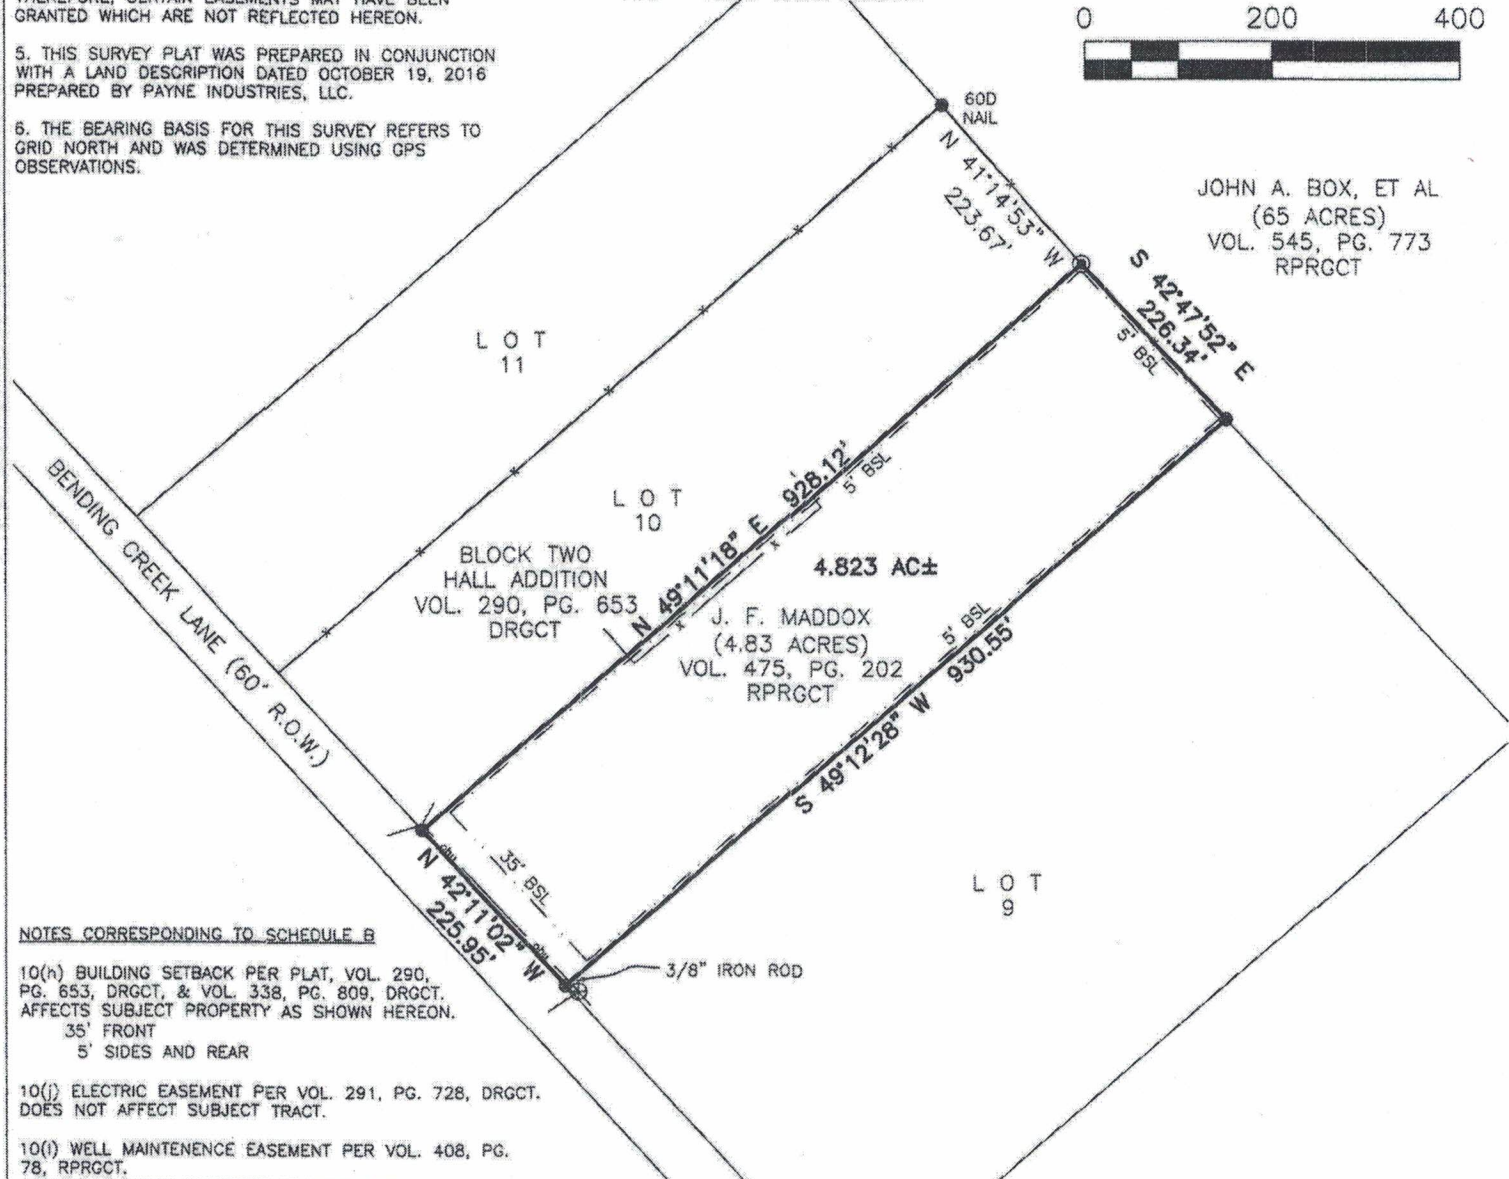 THEREFORE, CERTAIN EASEMENTS MAY HAVE BEEN
GRANTED WHICH ARE NOT REFLECTED HEREON.
5. THIS SURVEY PLAT WAS PREPARED IN CONJUNCTION
WITH A LAND DESCRIPTION DATED OCTOBER 19, 2016
PREPARED BY PAYNE INDUSTRIES, LLC.
6. THE BEARING BASIS FOR THIS SURVEY REFERS TO
GRID NORTH AND WAS DETERMINED USING GPS
OBSERVATIONS.
0 200 400
60D
NAIL
N 41°14'53" W
223.67'
JOHN A. BOX, ET AL
(65 ACRES)
VOL. 545, PG. 773
RPRGCT
S 42°47'52" E
226.34'
5' BSL
LOT
11
LOT
10
N 49°11'18" E 928.12'
5' BSL
BLOCK TWO
HALL ADDITION
VOL. 290, PG. 653
DRGCT
4.823 AC±
J. F. MADDOX
(4.83 ACRES)
VOL. 475, PG. 202
RPRGCT
5' BSL
S 49°12'28" W 930.55'
BENDING CREEK LANE (60' R.O.W.)
35' BSL
ohu
ohu
N 42°11'02" W
225.95'
LOT
9
3/8" IRON ROD
NOTES CORRESPONDING TO SCHEDULE B
10(h) BUILDING SETBACK PER PLAT, VOL. 290,
PG. 653, DRGCT, & VOL. 338, PG. 809, DRGCT.
AFFECTS SUBJECT PROPERTY AS SHOWN HEREON.
35' FRONT
5' SIDES AND REAR
10(j) ELECTRIC EASEMENT PER VOL. 291, PG. 728, DRGCT.
DOES NOT AFFECT SUBJECT TRACT.
10(l) WELL MAINTENENCE EASEMENT PER VOL. 408, PG.
78, RPRGCT.